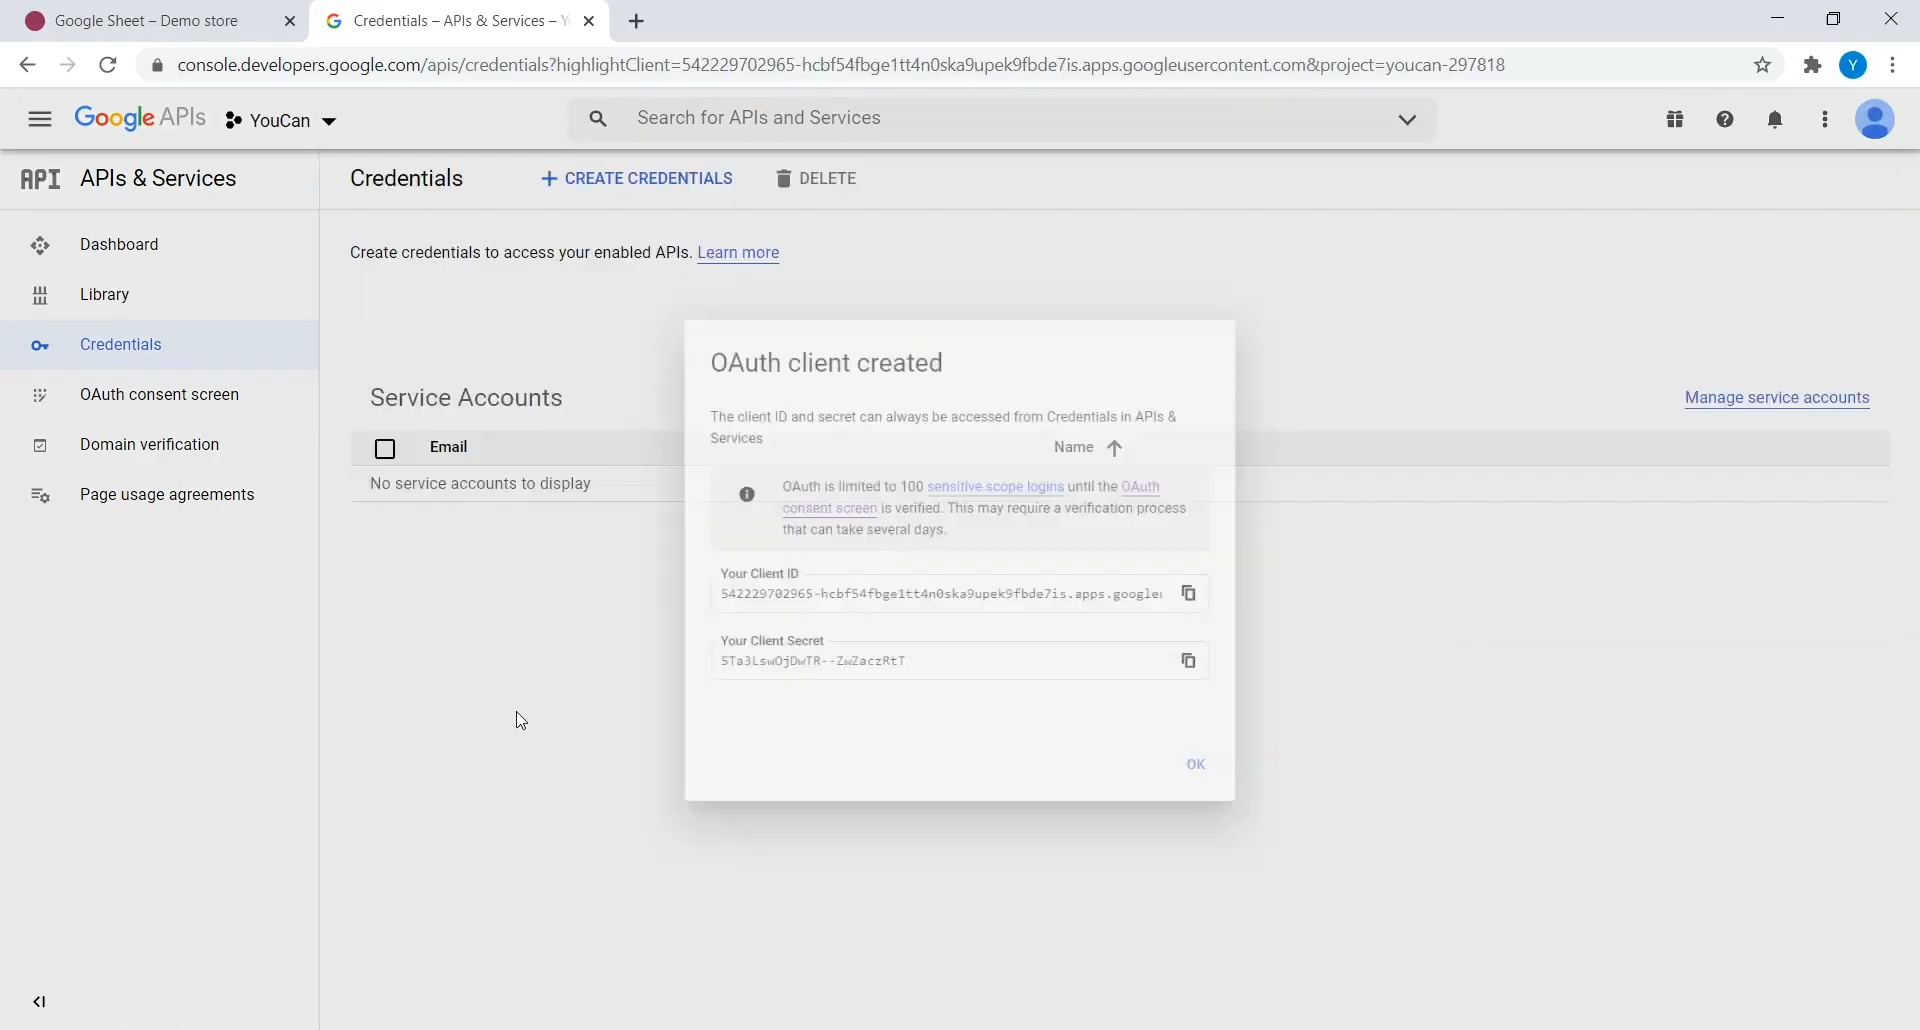 Google Sheet – Demo store
Credentials – APIs & Services – Y
console.developers.google.com/apis/credentials?highlightClient=542229702965-hcbf54fbge1tt4n0ska9upek9fbde7is.apps.googleusercontent.com&project=youcan-297818
Y
Google APIs
YouCan
Search for APIs and Services
API
APIs & Services
Credentials
CREATE CREDENTIALS
DELETE
Dashboard
Library
Credentials
OAuth consent screen
Domain verification
Page usage agreements
Create credentials to access your enabled APIs. Learn more
Service Accounts
Manage service accounts
Email
Name
No service accounts to display
OAuth client created
The client ID and secret can always be accessed from Credentials in APIs &
Services
OAuth is limited to 100 sensitive scope logins until the OAuth
consent screen is verified. This may require a verification process
that can take several days.
Your Client ID
542229702965-hcbf54fbge1tt4n0ska9upek9fbde7is.apps.google
Your Client Secret
5Ta3LswOjDwTR--ZwZaczRtT
OK